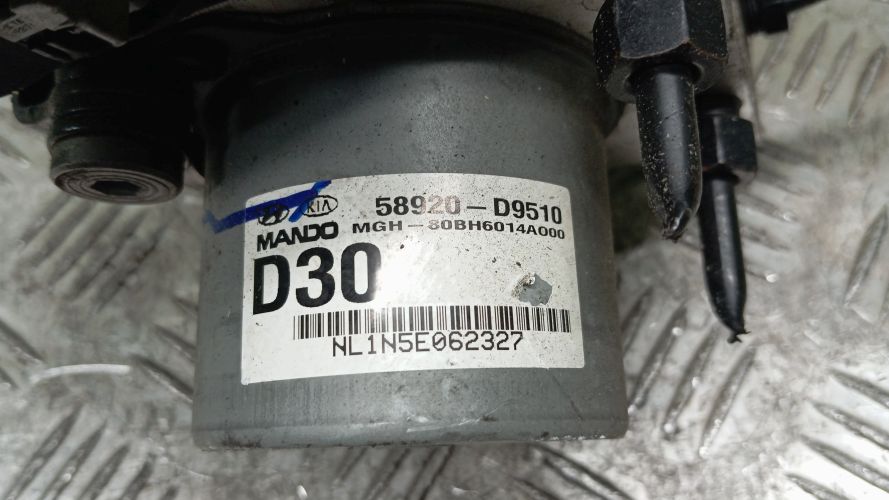 KIA 58920-D9510
MANDO MGH-80BH6014A000
D30
NL1N5E062327